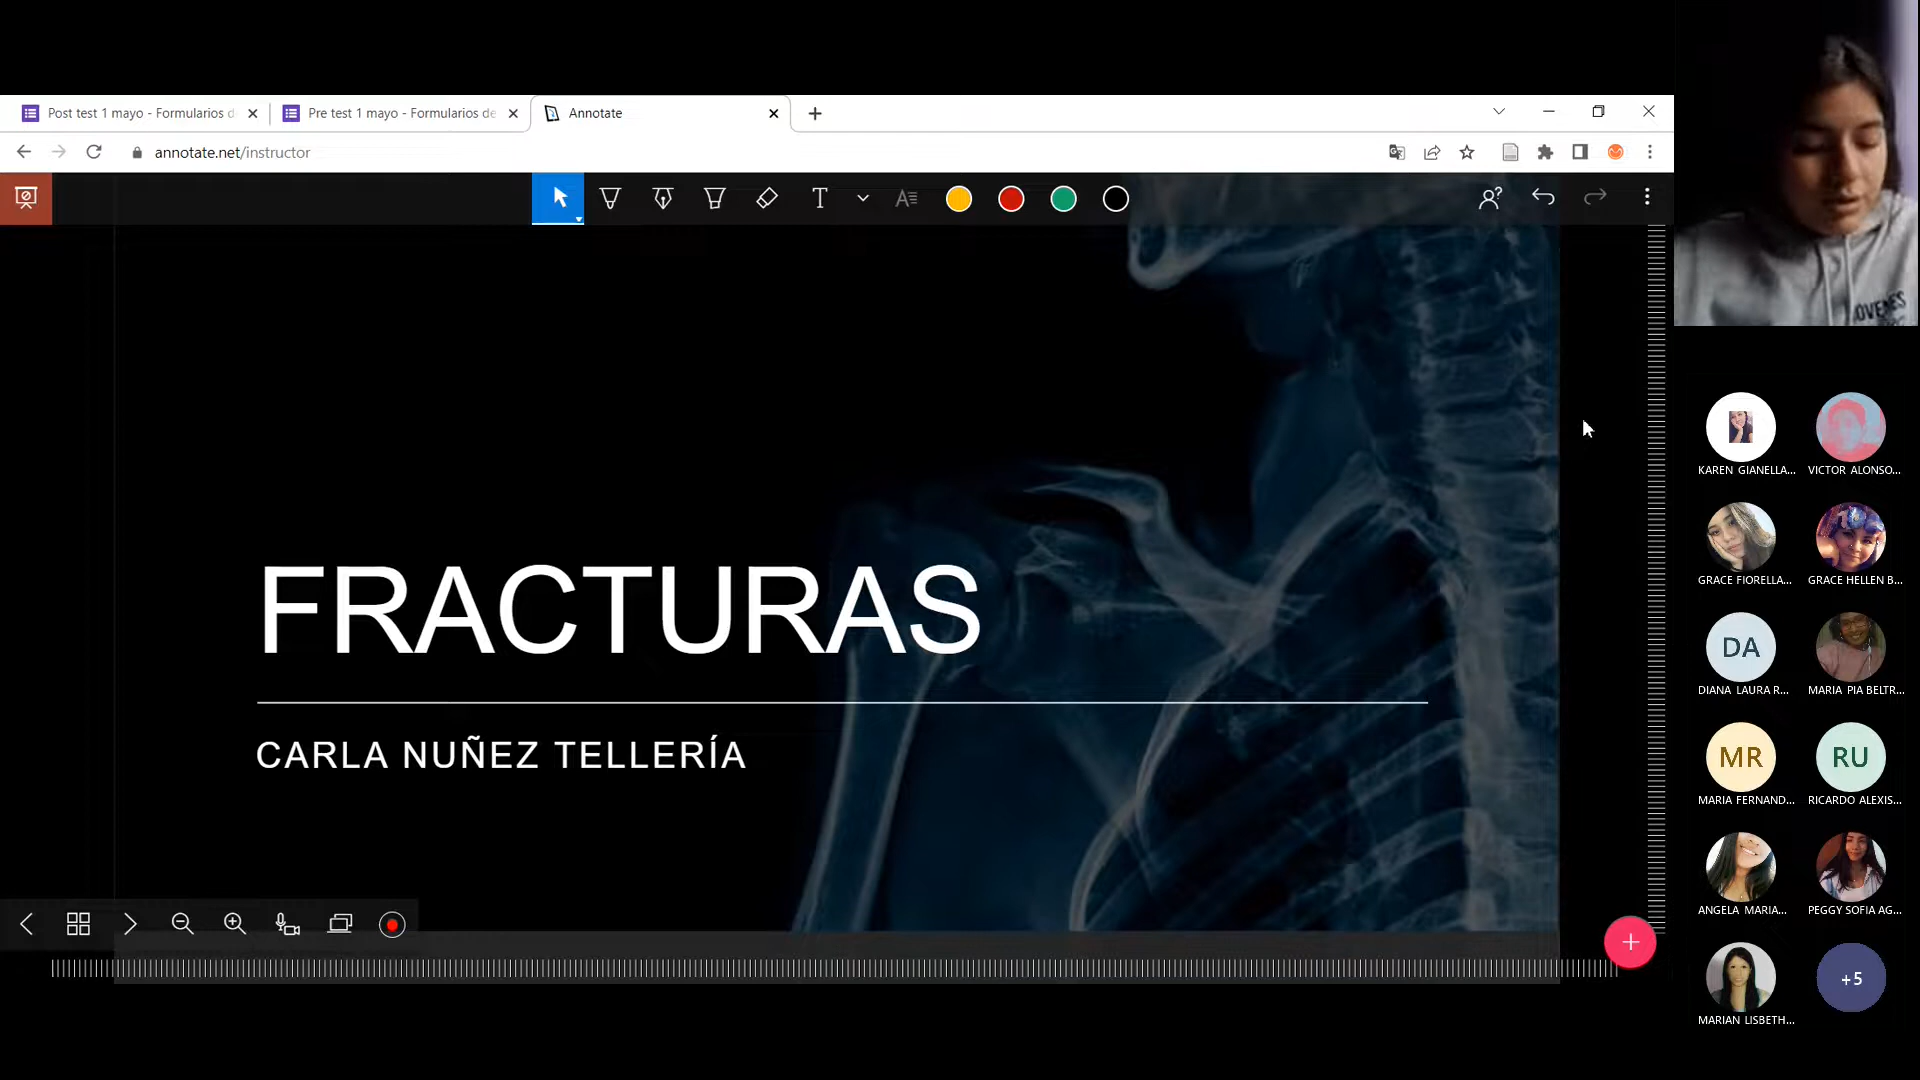 Post test 1 mayo - Formularios d
Pre test 1 mayo - Formularios de
Annotate
annotate.net/instructor
T
FRACTURAS
CARLA NUÑEZ TELLERÍA
KAREN GIANELLA...
VICTOR ALONSO...
GRACE FIORELLA...
GRACE HELLEN B...
DA
DIANA LAURA R...
MARIA PIA BELTR...
MR
MARIA FERNAND...
RU
RICARDO ALEXIS...
ANGELA MARIA...
PEGGY SOFIA AG...
MARIAN LISBETH...
+5